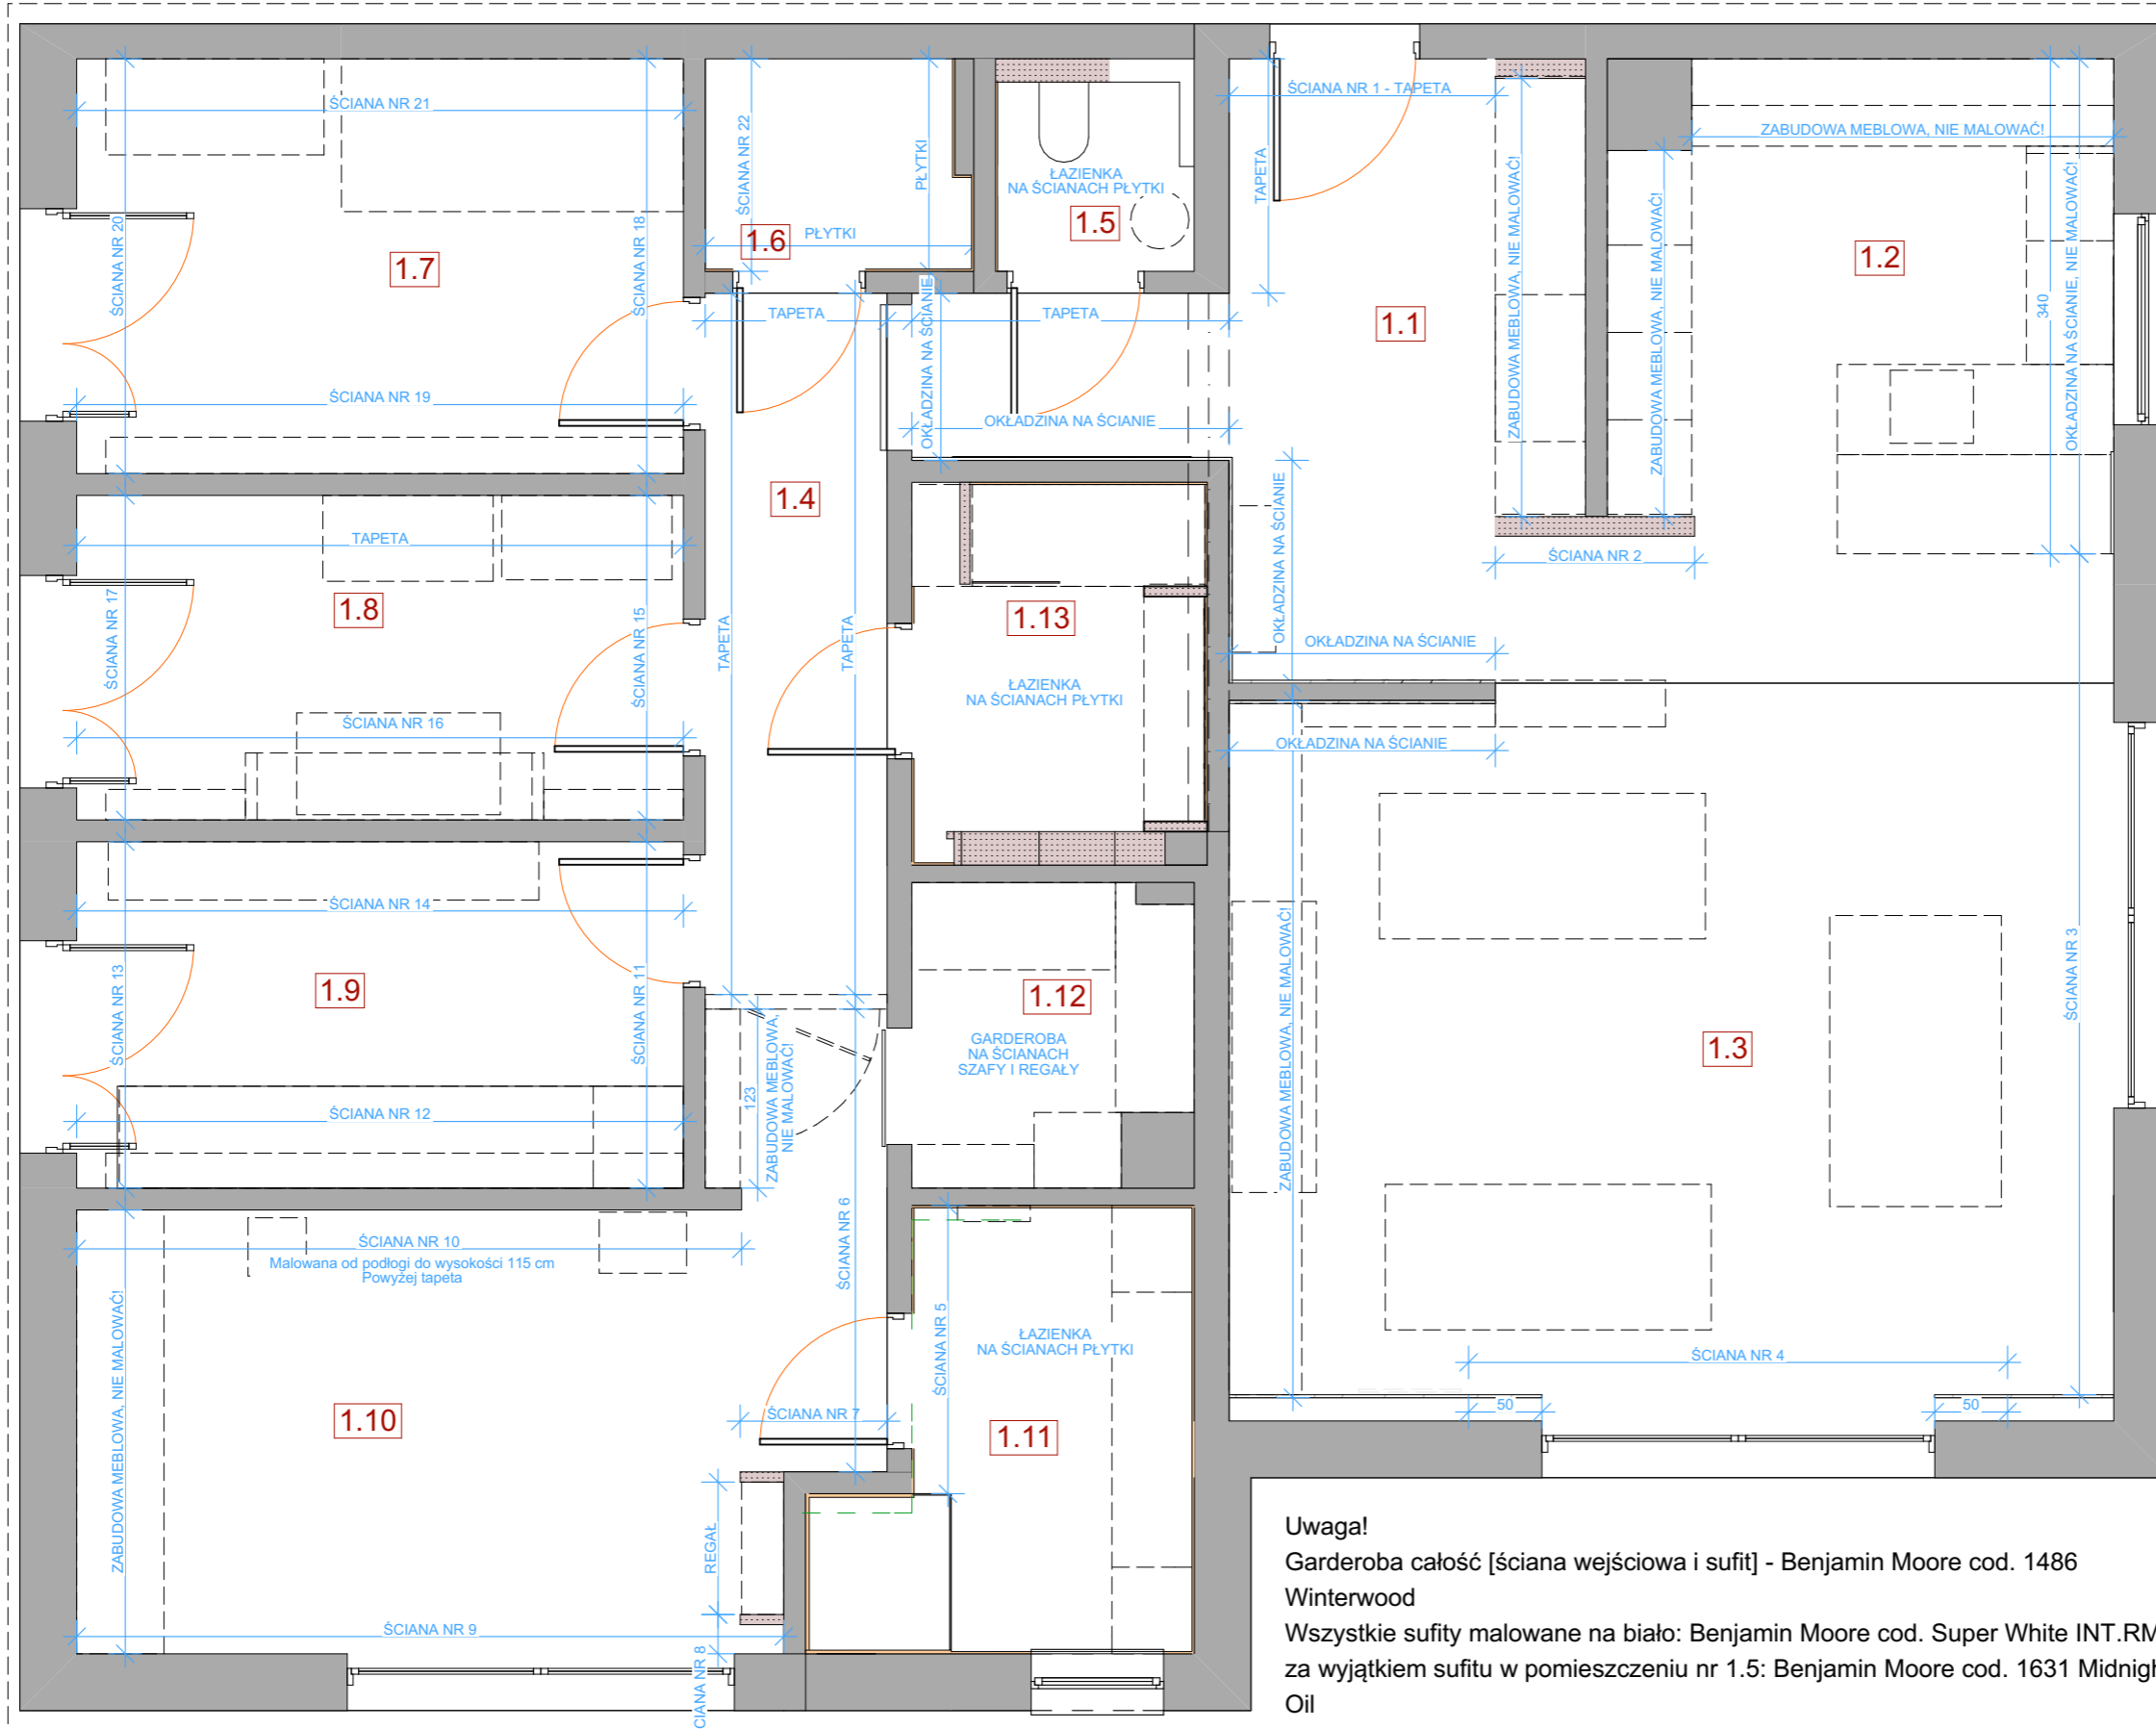 ŚCIANA NR 21
ŚCIANA NR 20
ŚCIANA NR 18
1.7
ŚCIANA NR 19
ŚCIANA NR 22
PŁYTKI
1.6
PŁYTKI
ŁAZIENKA
NA ŚCIANACH PŁYTKI
1.5
ŚCIANA NR 1 - TAPETA
TAPETA
ZABUDOWA MEBLOWA, NIE MALOWAĆ!
1.1
ZABUDOWA MEBLOWA, NIE MALOWAĆ!
ZABUDOWA MEBLOWA, NIE MALOWAĆ!
1.2
340
OKŁADZINA NA ŚCIANIE, NIE MALOWAĆ!
TAPETA
OKŁADZINA NA ŚCIANIE
TAPETA
OKŁADZINA NA ŚCIANIE
OKŁADZINA NA ŚCIANIE
ŚCIANA NR 2
OKŁADZINA NA ŚCIANIE
OKŁADZINA NA ŚCIANIE
1.4
TAPETA
TAPETA
TAPETA
1.8
ŚCIANA NR 17
ŚCIANA NR 15
ŚCIANA NR 16
1.13
ŁAZIENKA
NA ŚCIANACH PŁYTKI
ŚCIANA NR 14
ŚCIANA NR 13
ŚCIANA NR 11
1.9
ŚCIANA NR 12
123
ZABUDOWA MEBLOWA,
NIE MALOWAĆ!
1.12
GARDEROBA
NA ŚCIANACH
SZAFY I REGAŁY
ZABUDOWA MEBLOWA, NIE MALOWAĆ!
1.3
ŚCIANA NR 3
ŚCIANA NR 10
Malowana od podłogi do wysokości 115 cm
Powyżej tapeta
ZABUDOWA MEBLOWA, NIE MALOWAĆ!
1.10
ŚCIANA NR 6
ŚCIANA NR 7
ŚCIANA NR 5
ŁAZIENKA
NA ŚCIANACH PŁYTKI
1.11
ŚCIANA NR 4
50
50
REGAŁ
ŚCIANA NR 9
CIANA NR 8
Uwaga!
Garderoba całość [ściana wejściowa i sufit] - Benjamin Moore cod. 1486
Winterwood
Wszystkie sufity malowane na biało: Benjamin Moore cod. Super White INT.RM
za wyjątkiem sufitu w pomieszczeniu nr 1.5: Benjamin Moore cod. 1631 Midnigh
Oil